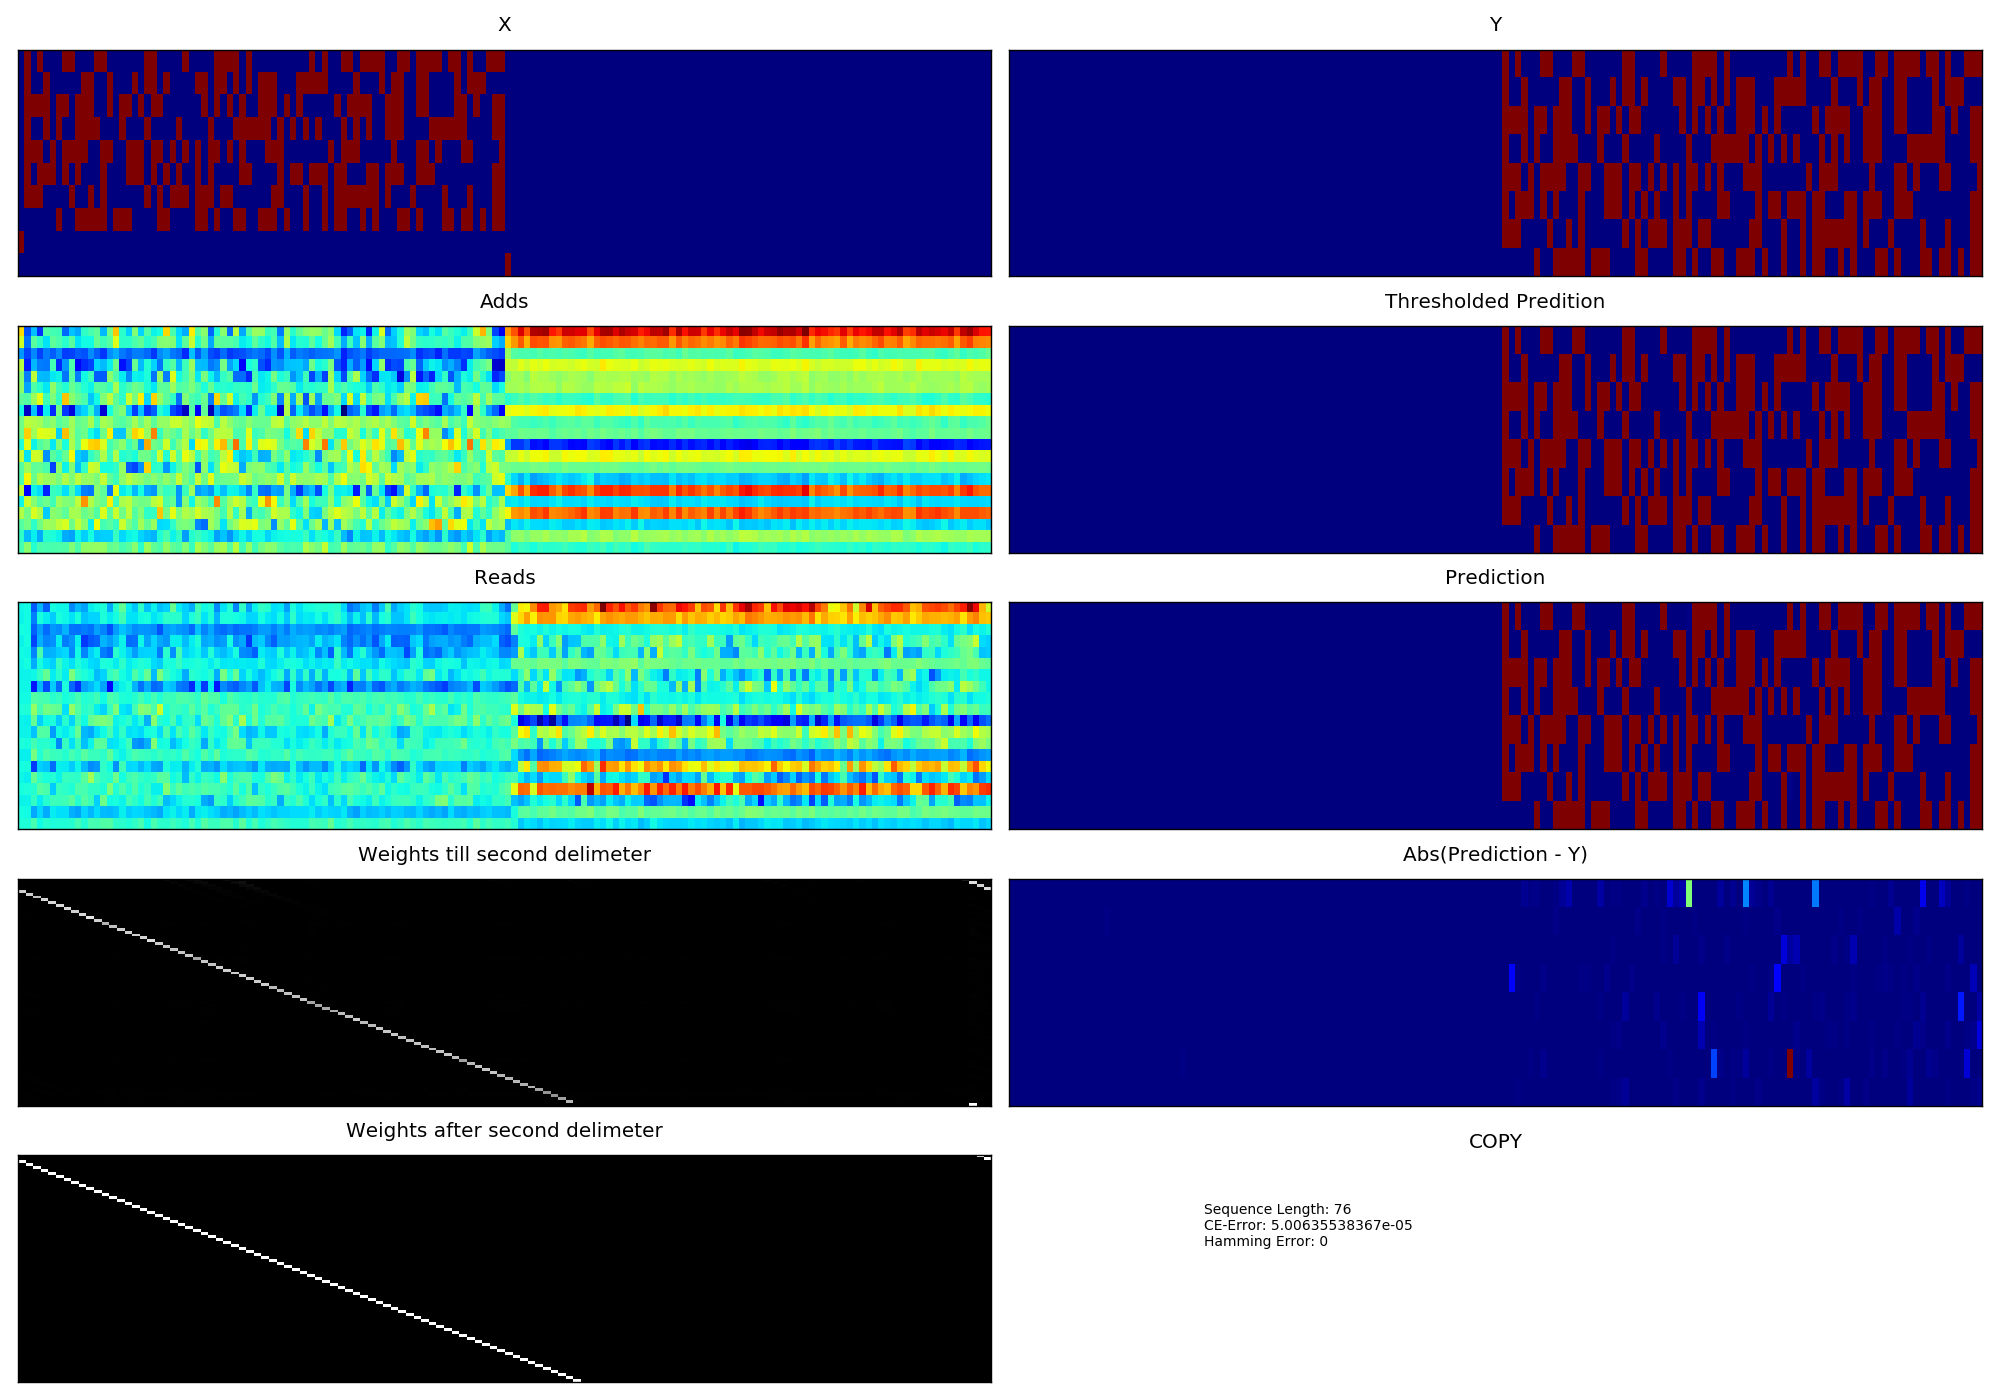 X
Y
Adds
Thresholded Predition
Reads
Prediction
Weights till second delimeter
Abs(Prediction - Y)
Weights after second delimeter
COPY
Sequence Length: 76
CE-Error: 5.00635538367e-05
Hamming Error: 0